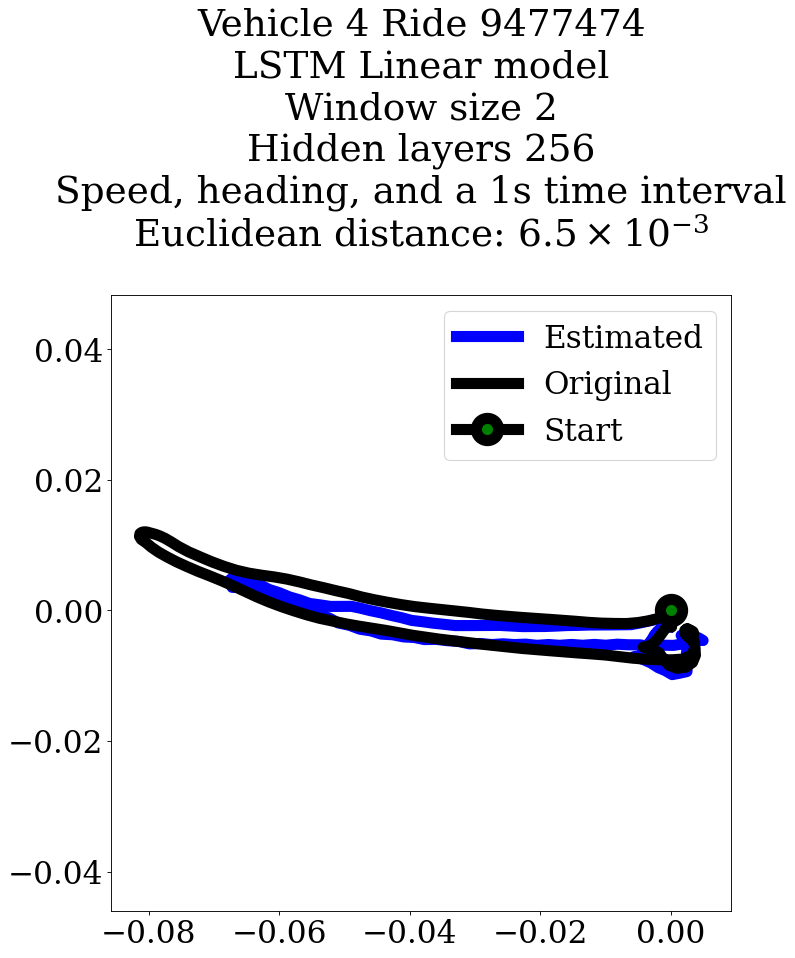 Vehicle 4 Ride 9477474
LSTM Linear model
Window size 2
Hidden layers 256
Speed, heading, and a 1s time interval
Euclidean distance: 6.5 × 10⁻³
Estimated
Original
Start
0.04
0.02
0.00
−0.02
−0.04
−0.08 −0.06 −0.04 −0.02 0.00